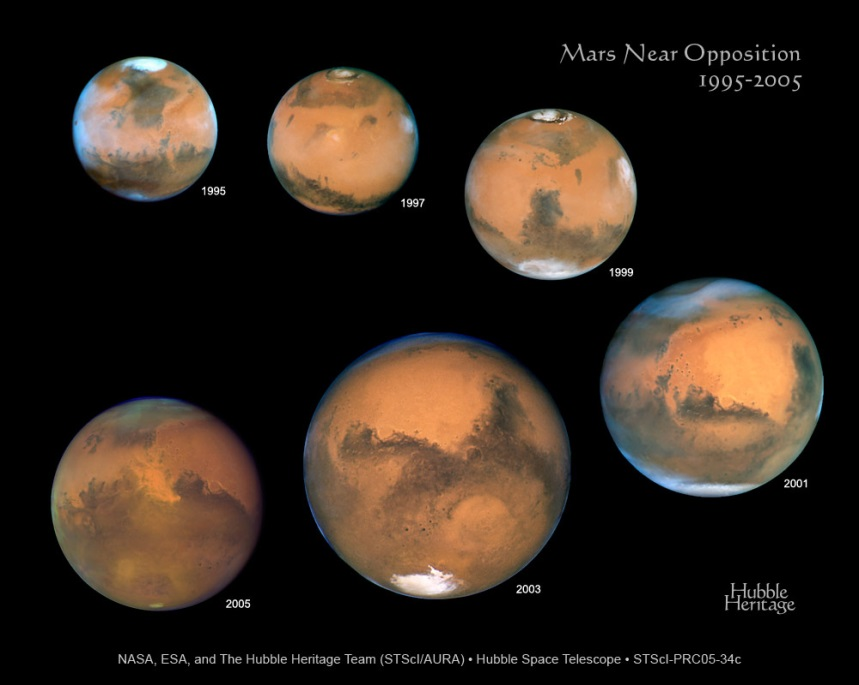 Mars Near Opposition
1995-2005
1995
1997
1999
2001
2003
2005
Hubble
Heritage
NASA, ESA, and The Hubble Heritage Team (STScI/AURA) • Hubble Space Telescope • STScI-PRC05-34c